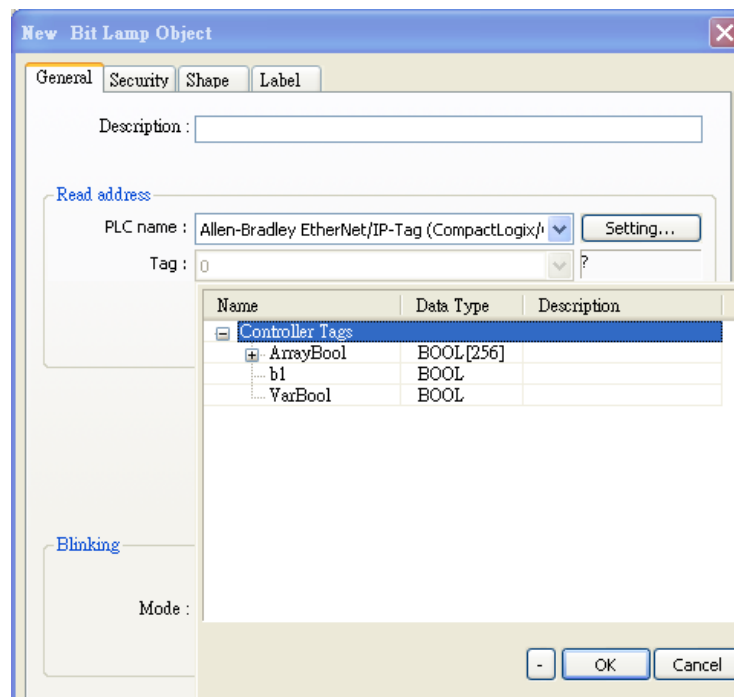 New Bit Lamp Object
General Security Shape Label
Description :
Read address
PLC name : Allen-Bradley EtherNet/IP-Tag (CompactLogix/ Setting...
Tag : 0 ?
Name Data Type Description
Controller Tags
ArrayBool BOOL[256]
b1 BOOL
VarBool BOOL
Blinking
Mode :
- OK Cancel